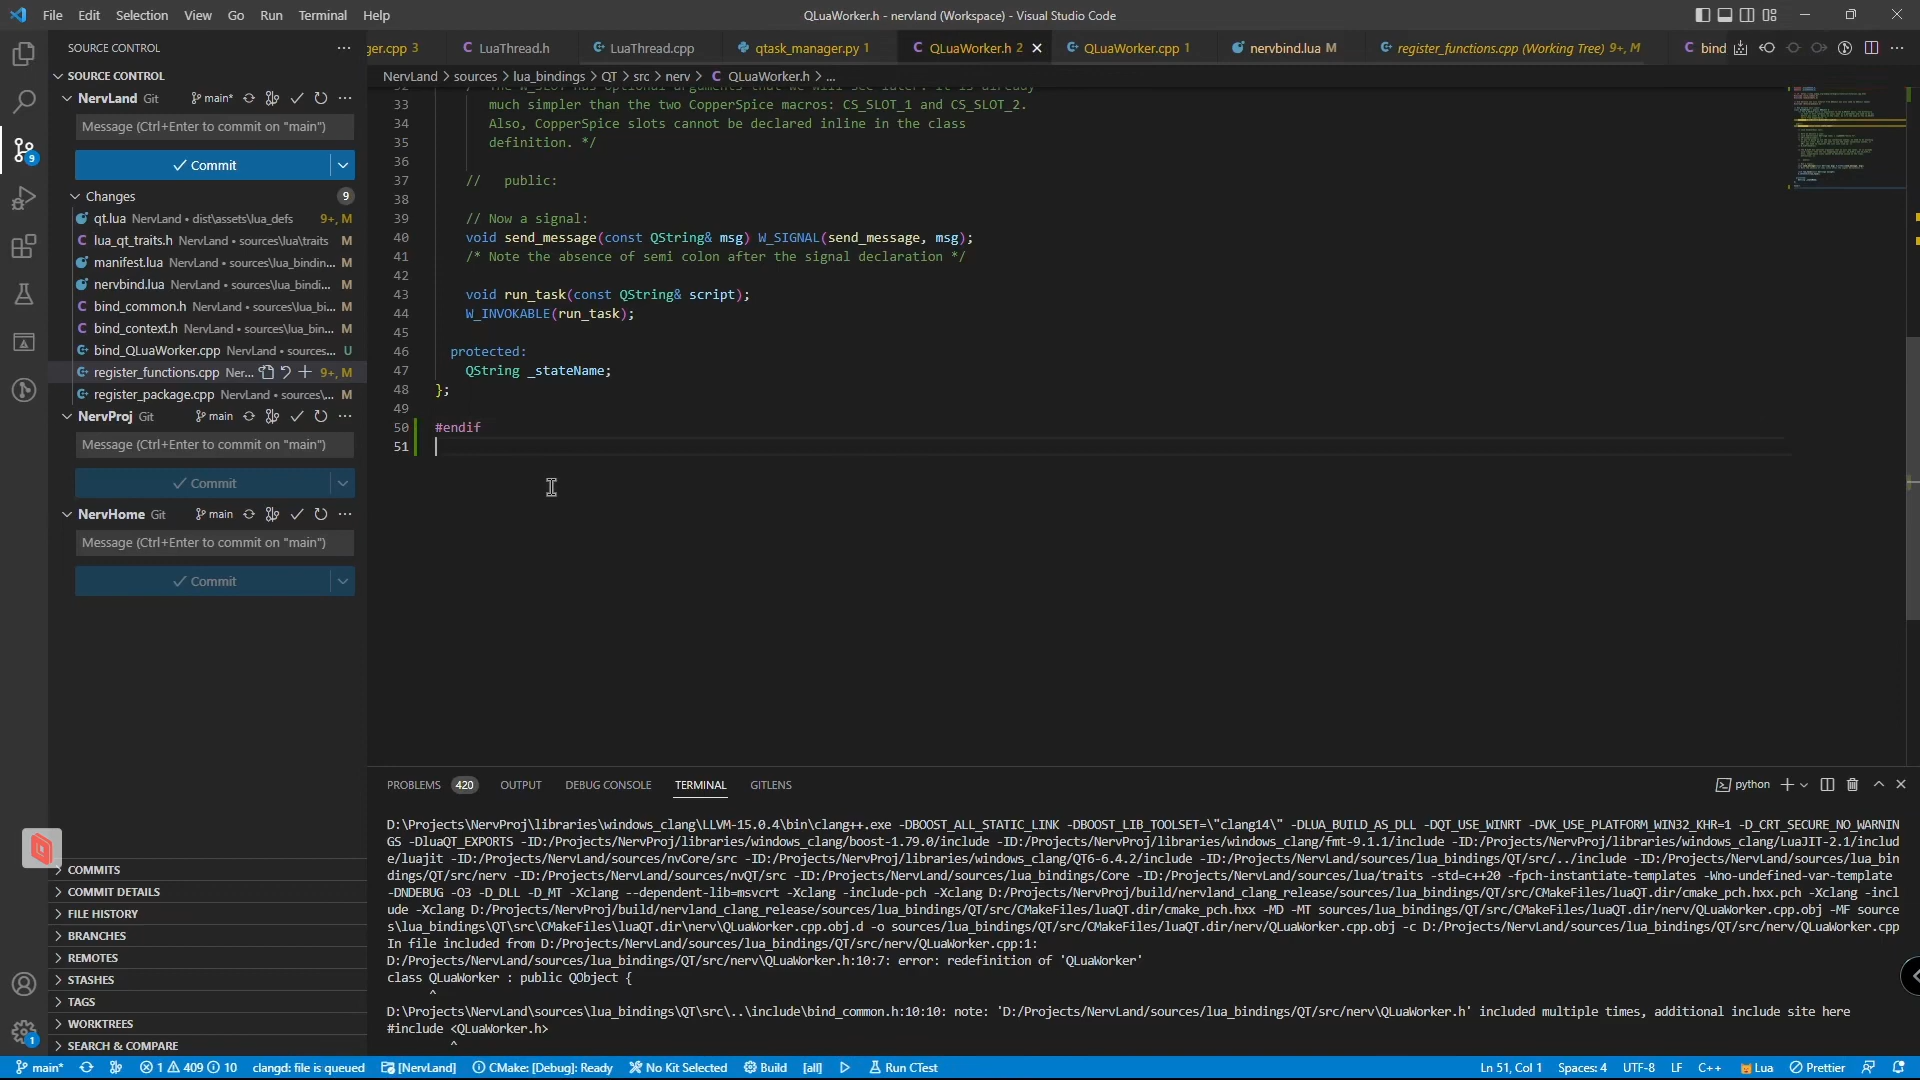 File Edit Selection View Go Run Terminal Help
QLuaWorker.h - nervland (Workspace) - Visual Studio Code
SOURCE CONTROL
ger.cpp 3 LuaThread.h LuaThread.cpp qtask_manager.py 1 QLuaWorker.h 2 QLuaWorker.cpp 1 nervbind.lua M register_functions.cpp (Working Tree) 9+, M bind
SOURCE CONTROL
NervLand > sources > lua_bindings > QT > src > nerv > QLuaWorker.h > ...
NervLand Git main*
Message (Ctrl+Enter to commit on "main")
Commit
Changes 9
qt.lua NervLand • dist\assets\lua_defs 9+, M
lua_qt_traits.h NervLand • sources\lua\traits M
manifest.lua NervLand • sources\lua_bindin... M
nervbind.lua NervLand • sources\lua_bindi... M
bind_common.h NervLand • sources\lua_bi... M
bind_context.h NervLand • sources\lua_bin... M
bind_QLuaWorker.cpp NervLand • sources... U
register_functions.cpp Ner... 9+, M
register_package.cpp NervLand • sources\... M
NervProj Git main
Message (Ctrl+Enter to commit on "main")
Commit
NervHome Git main
Message (Ctrl+Enter to commit on "main")
Commit
COMMITS
COMMIT DETAILS
FILE HISTORY
BRANCHES
REMOTES
STASHES
TAGS
WORKTREES
SEARCH & COMPARE
33 much simpler than the two CopperSpice macros: CS_SLOT_1 and CS_SLOT_2.
34 Also, CopperSpice slots cannot be declared inline in the class
35 definition. */
36
37 // public:
38
39 // Now a signal:
40 void send_message(const QString& msg) W_SIGNAL(send_message, msg);
41 /* Note the absence of semi colon after the signal declaration */
42
43 void run_task(const QString& script);
44 W_INVOKABLE(run_task);
45
46 protected:
47 QString _stateName;
48 };
49
50 #endif
51
PROBLEMS 420 OUTPUT DEBUG CONSOLE TERMINAL GITLENS
python
D:\Projects\NervProj\libraries\windows_clang\LLVM-15.0.4\bin\clang++.exe -DBOOST_ALL_STATIC_LINK -DBOOST_LIB_TOOLSET=\"clang14\" -DLUA_BUILD_AS_DLL -DQT_USE_WINRT -DVK_USE_PLATFORM_WIN32_KHR=1 -D_CRT_SECURE_NO_WARNIN
GS -DluaQT_EXPORTS -ID:/Projects/NervProj/libraries/windows_clang/boost-1.79.0/include -ID:/Projects/NervProj/libraries/windows_clang/fmt-9.1.1/include -ID:/Projects/NervProj/libraries/windows_clang/LuaJIT-2.1/includ
e/luajit -ID:/Projects/NervLand/sources/nvCore/src -ID:/Projects/NervProj/libraries/windows_clang/QT6-6.4.2/include -ID:/Projects/NervLand/sources/lua_bindings/QT/src/../include -ID:/Projects/NervLand/sources/lua_bin
dings/QT/src/nerv -ID:/Projects/NervLand/sources/nvQT/src -ID:/Projects/NervLand/sources/lua_bindings/Core -ID:/Projects/NervLand/sources/lua/traits -std=c++20 -fpch-instantiate-templates -Wno-undefined-var-template
-DNDEBUG -O3 -D_DLL -D_MT -Xclang --dependent-lib=msvcrt -Xclang -include-pch -Xclang D:/Projects/NervProj/build/nervland_clang_release/sources/lua_bindings/QT/src/CMakeFiles/luaQT.dir/cmake_pch.hxx.pch -Xclang -incl
ude -Xclang D:/Projects/NervProj/build/nervland_clang_release/sources/lua_bindings/QT/src/CMakeFiles/luaQT.dir/cmake_pch.hxx -MD -MT sources/lua_bindings/QT/src/CMakeFiles/luaQT.dir/nerv/QLuaWorker.cpp.obj -MF source
s\lua_bindings\QT\src\CMakeFiles\luaQT.dir\nerv\QLuaWorker.cpp.obj.d -o sources/lua_bindings/QT/src/CMakeFiles/luaQT.dir/nerv/QLuaWorker.cpp.obj -c D:/Projects/NervLand/sources/lua_bindings/QT/src/nerv/QLuaWorker.cpp
In file included from D:/Projects/NervLand/sources/lua_bindings/QT/src/nerv/QLuaWorker.cpp:1:
D:/Projects/NervLand/sources/lua_bindings/QT/src/nerv\QLuaWorker.h:10:7: error: redefinition of 'QLuaWorker'
class QLuaWorker : public QObject {
^
D:\Projects\NervLand\sources\lua_bindings\QT\src\..\include\bind_common.h:10:10: note: 'D:/Projects/NervLand/sources/lua_bindings/QT/src/nerv\QLuaWorker.h' included multiple times, additional include site here
#include <QLuaWorker.h>
^
main* 1 409 10 clangd: file is queued [NervLand] CMake: [Debug]: Ready No Kit Selected Build [all] Run CTest Ln 51, Col 1 Spaces: 4 UTF-8 LF C++ Lua Prettier